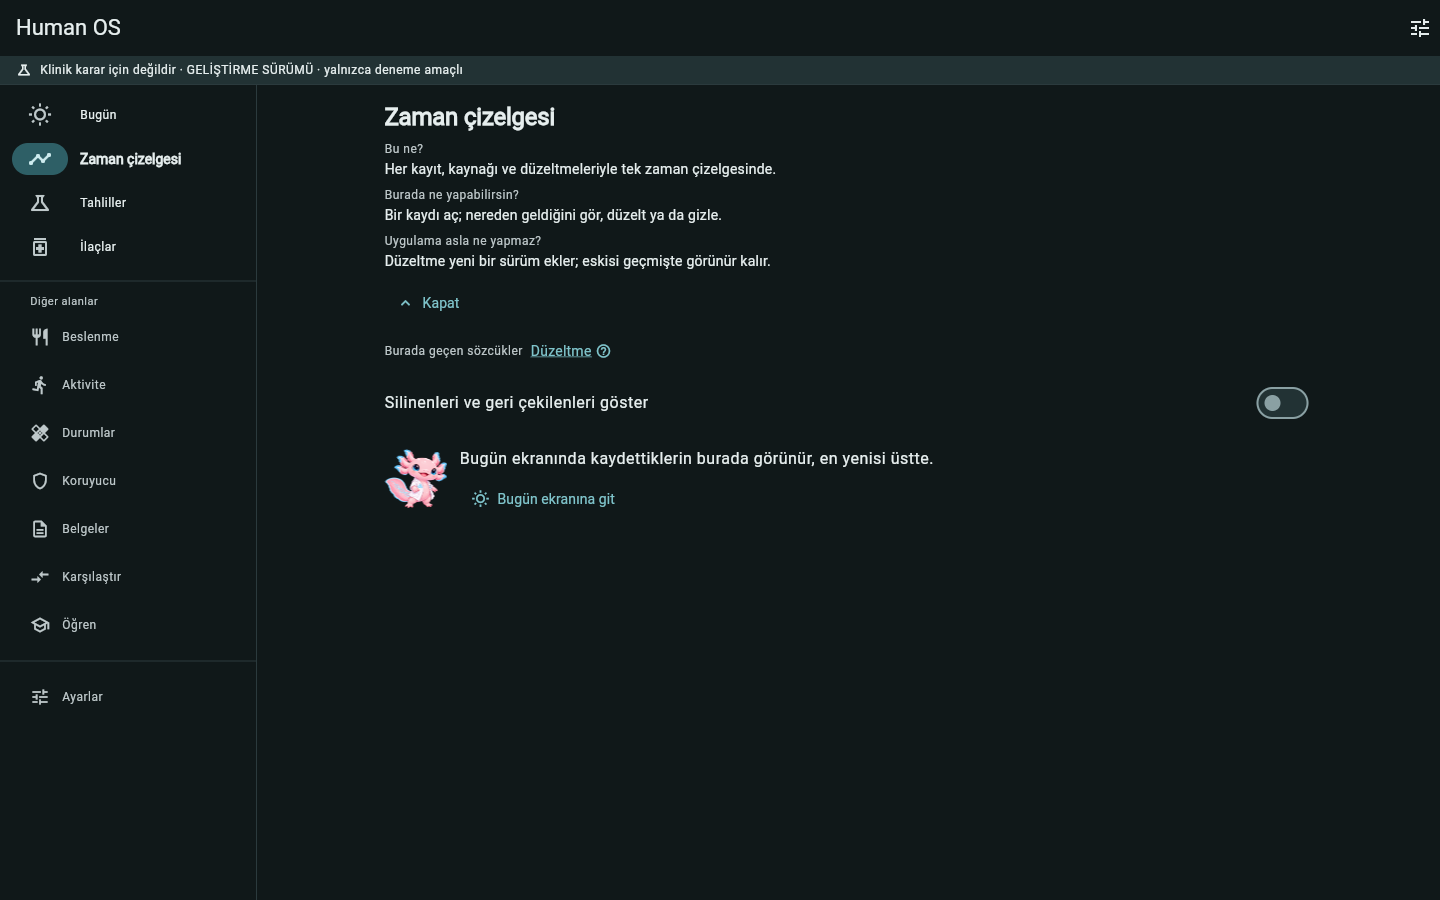 Human OS
Klinik karar için değildir · GELİŞTİRME SÜRÜMÜ · yalnızca deneme amaçlı
Bugün
Zaman çizelgesi
Tahliller
İlaçlar
Diğer alanlar
Beslenme
Aktivite
Durumlar
Koruyucu
Belgeler
Karşılaştır
Öğren
Ayarlar
Zaman çizelgesi
Bu ne?
Her kayıt, kaynağı ve düzeltmeleriyle tek zaman çizelgesinde.
Burada ne yapabilirsin?
Bir kaydı aç; nereden geldiğini gör, düzelt ya da gizle.
Uygulama asla ne yapmaz?
Düzeltme yeni bir sürüm ekler; eskisi geçmişte görünür kalır.
Kapat
Burada geçen sözcükler Düzeltme
Silinenleri ve geri çekilenleri göster
Bugün ekranında kaydettiklerin burada görünür, en yenisi üstte.
Bugün ekranına git